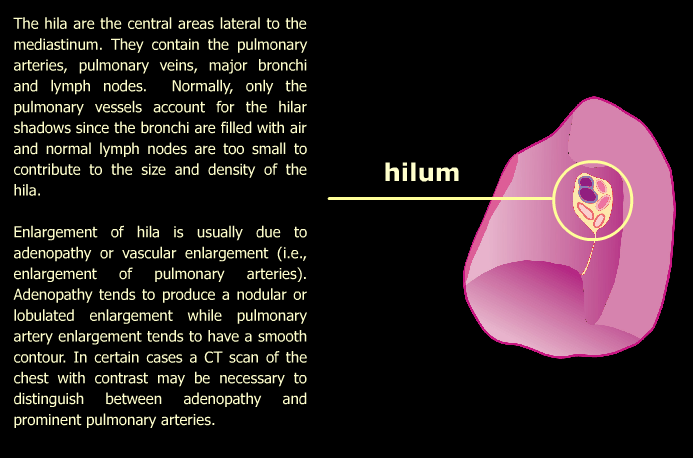 The hila are the central areas lateral to the
mediastinum. They contain the pulmonary
arteries, pulmonary veins, major bronchi
and lymph nodes. Normally, only the
pulmonary vessels account for the hilar
shadows since the bronchi are filled with air
and normal lymph nodes are too small to
contribute to the size and density of the
hila.
Enlargement of hila is usually due to
adenopathy or vascular enlargement (i.e.,
enlargement of pulmonary arteries).
Adenopathy tends to produce a nodular or
lobulated enlargement while pulmonary
artery enlargement tends to have a smooth
contour. In certain cases a CT scan of the
chest with contrast may be necessary to
distinguish between adenopathy and
prominent pulmonary arteries.
hilum